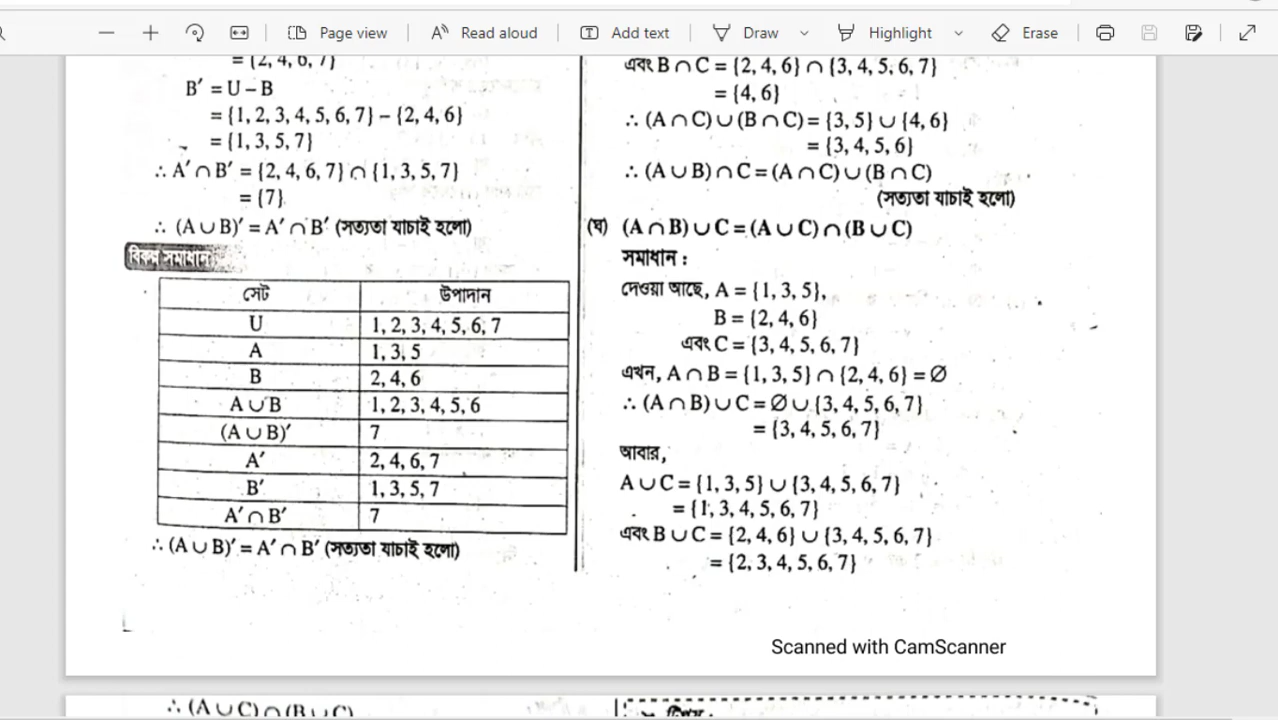 Page view
Read aloud
Add text
Draw
Highlight
Erase
= {2, 4, 6, 7}
B′ = U – B
= {1, 2, 3, 4, 5, 6, 7} – {2, 4, 6}
= {1, 3, 5, 7}
∴ A′ ∩ B′ = {2, 4, 6, 7} ∩ {1, 3, 5, 7}
= {7}
∴ (A ∪ B)′ = A′ ∩ B′ (সত্যতা যাচাই হলো)
বিকল্প সমাধান:
সেট উপাদান
U 1, 2, 3, 4, 5, 6, 7
A 1, 3, 5
B 2, 4, 6
A ∪ B 1, 2, 3, 4, 5, 6
(A ∪ B)′ 7
A′ 2, 4, 6, 7
B′ 1, 3, 5, 7
A′ ∩ B′ 7
∴ (A ∪ B)′ = A′ ∩ B′ (সত্যতা যাচাই হলো)
এবং B ∩ C = {2, 4, 6} ∩ {3, 4, 5, 6, 7}
= {4, 6}
∴ (A ∩ C) ∪ (B ∩ C) = {3, 5} ∪ {4, 6}
= {3, 4, 5, 6}
∴ (A ∪ B) ∩ C = (A ∩ C) ∪ (B ∩ C)
(সত্যতা যাচাই হলো)
(ঘ) (A ∩ B) ∪ C = (A ∪ C) ∩ (B ∪ C)
সমাধান :
দেওয়া আছে, A = {1, 3, 5},
B = {2, 4, 6}
এবং C = {3, 4, 5, 6, 7}
এখন, A ∩ B = {1, 3, 5} ∩ {2, 4, 6} = ∅
∴ (A ∩ B) ∪ C = ∅ ∪ {3, 4, 5, 6, 7}
= {3, 4, 5, 6, 7}
আবার,
A ∪ C = {1, 3, 5} ∪ {3, 4, 5, 6, 7}
= {1, 3, 4, 5, 6, 7}
এবং B ∪ C = {2, 4, 6} ∪ {3, 4, 5, 6, 7}
= {2, 3, 4, 5, 6, 7}
Scanned with CamScanner
∴ (A ∪ C) ∩ (B ∪ C)